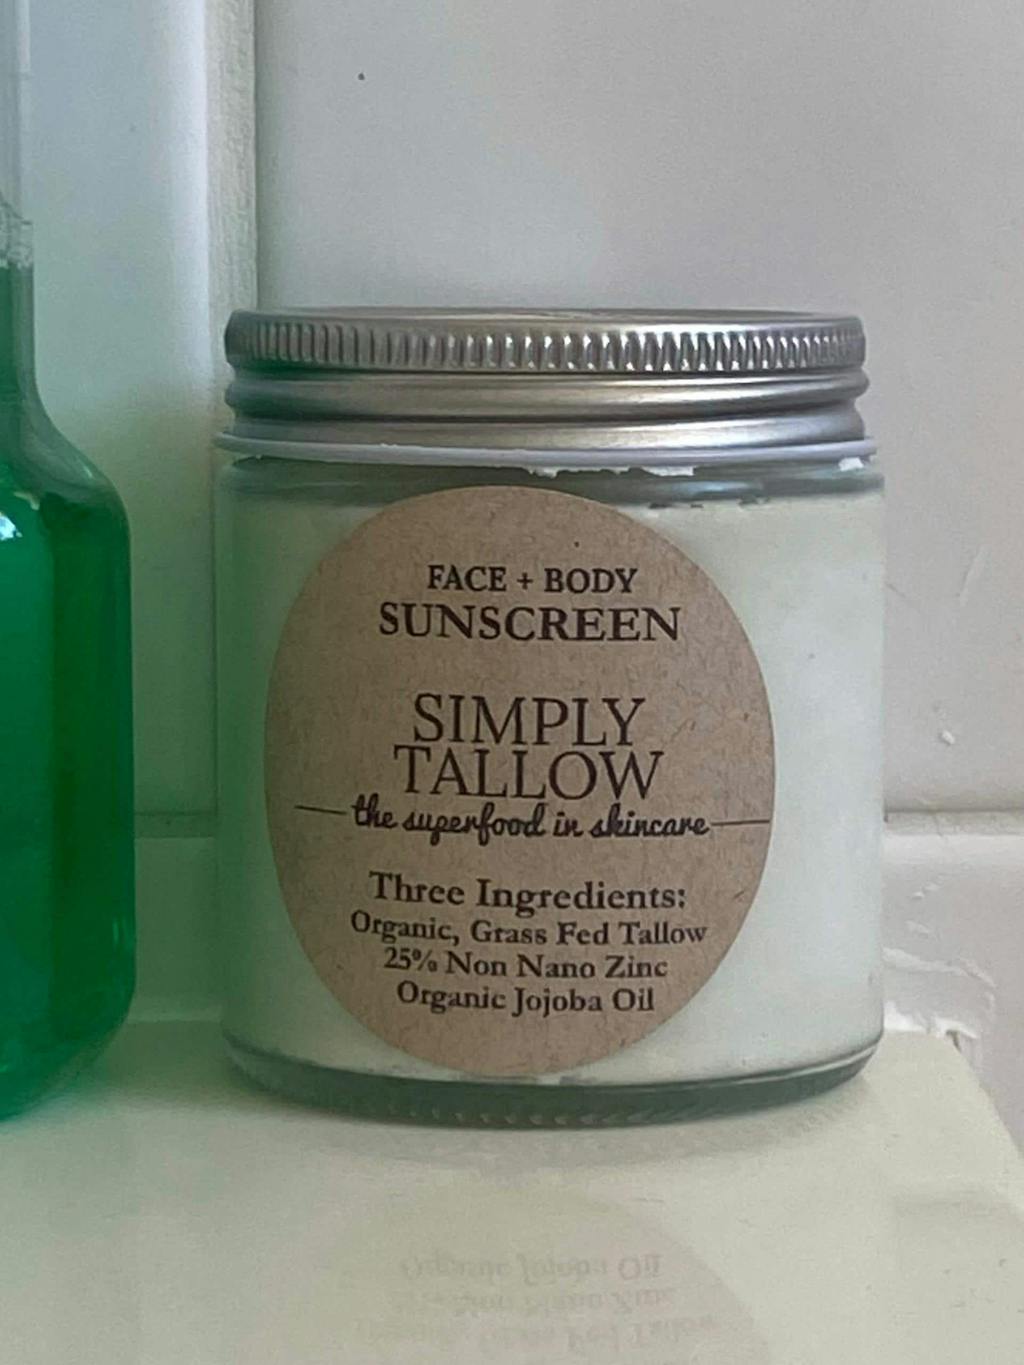 FACE + BODY
SUNSCREEN
SIMPLY
TALLOW
the superfood in skincare
Three Ingredients:
Organic, Grass Fed Tallow
25% Non Nano Zinc
Organic Jojoba Oil